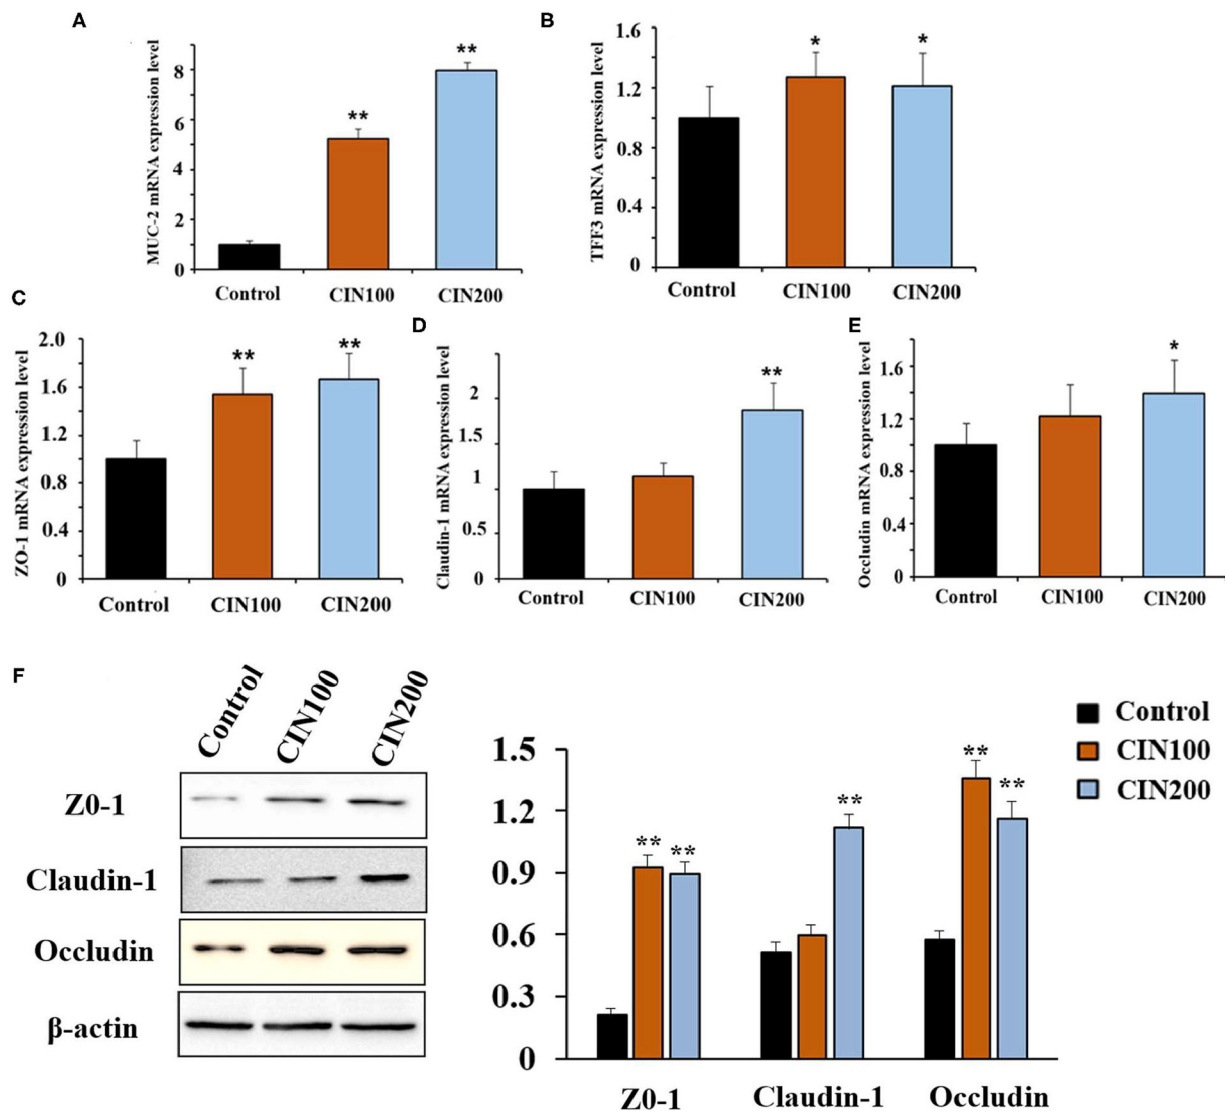 A
MUC-2 mRNA expression level
8
6
4
2
0
**
**
Control CIN100 CIN200
B
TFF3 mRNA expression level
1.6
1.2
0.8
0.4
0
*
*
Control CIN100 CIN200
C
ZO-1 mRNA expression level
2.0
1.6
1.2
0.8
0.4
0
**
**
Control CIN100 CIN200
D
Claudin-1 mRNA expression level
2
1
0.5
0
**
Control CIN100 CIN200
E
Occludin mRNA expression level
1.6
1.2
0.8
0.4
0
*
Control CIN100 CIN200
F
Control CIN100 CIN200
Z0-1
Claudin-1
Occludin
β-actin
1.5
1.2
0.9
0.6
0.3
0
** **
**
** **
Z0-1 Claudin-1 Occludin
Control
CIN100
CIN200